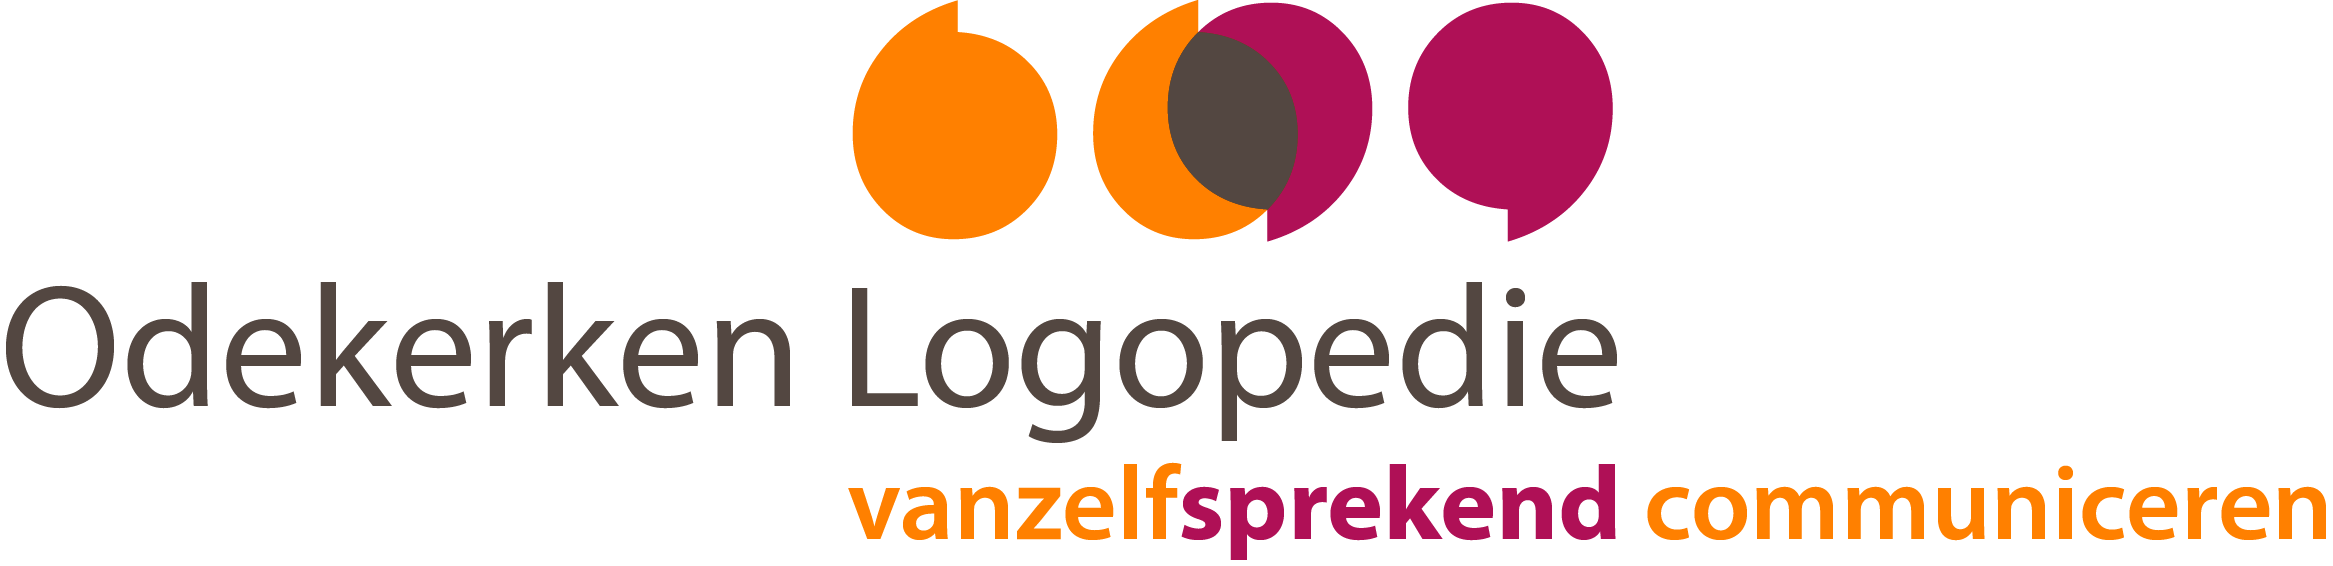 Odekerken Logopedie
vanzelfsprekend communiceren